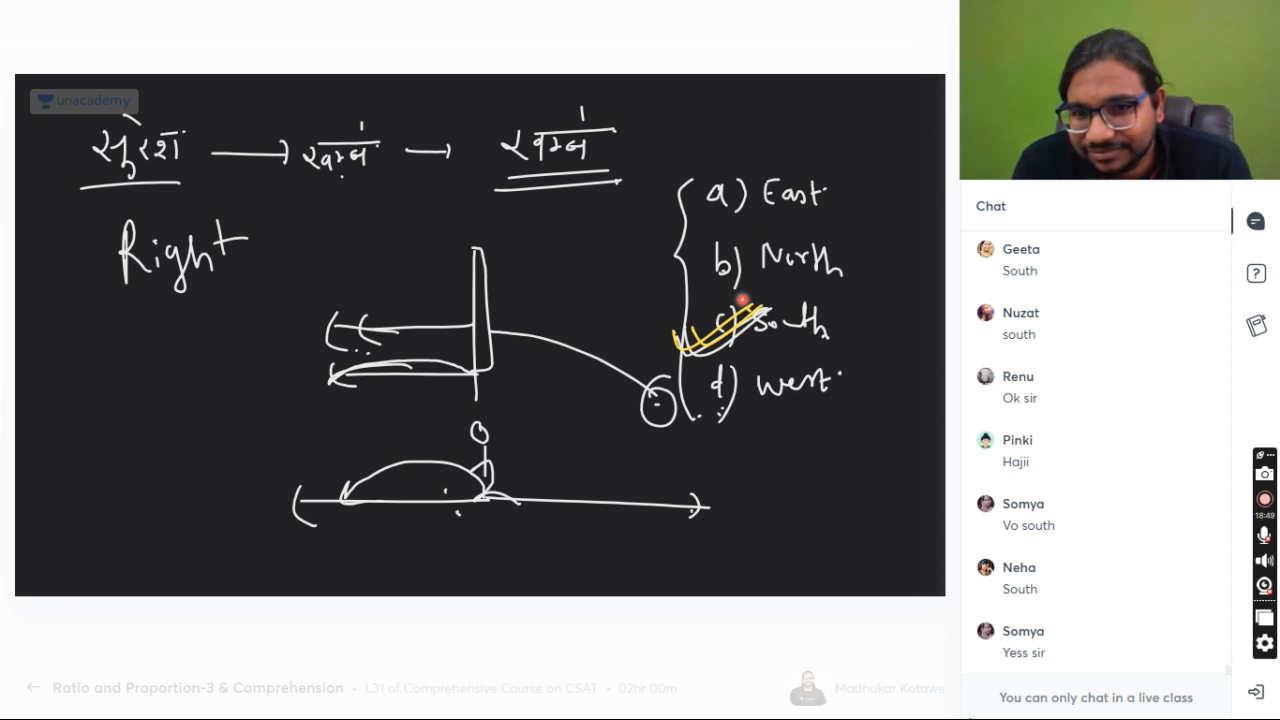 unacademy
Right
a) East
b) North
c) South
d) West
Chat
Geeta
South
Nuzat
south
Renu
Ok sir
Pinki
Hajii
Somya
Vo south
Neha
South
Somya
Yess sir
You can only chat in a live class
18:49
← Ratio and Proportion-3 & Comprehension • L31 of Comprehensive Course on CSAT • 02hr 00m
Madhukar Kotawe